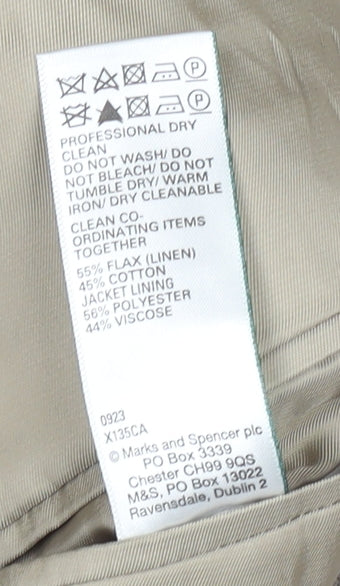 P
P
PROFESSIONAL DRY
CLEAN
DO NOT WASH/ DO
NOT BLEACH/ DO NOT
TUMBLE DRY/ WARM
IRON/ DRY CLEANABLE
CLEAN CO-
ORDINATING ITEMS
TOGETHER
55% FLAX (LINEN)
45% COTTON
JACKET LINING
56% POLYESTER
44% VISCOSE
0923
X135CA
© Marks and Spencer plc
PO Box 3339
Chester CH99 9QS
M&S, PO Box 13022
Ravensdale, Dublin 2